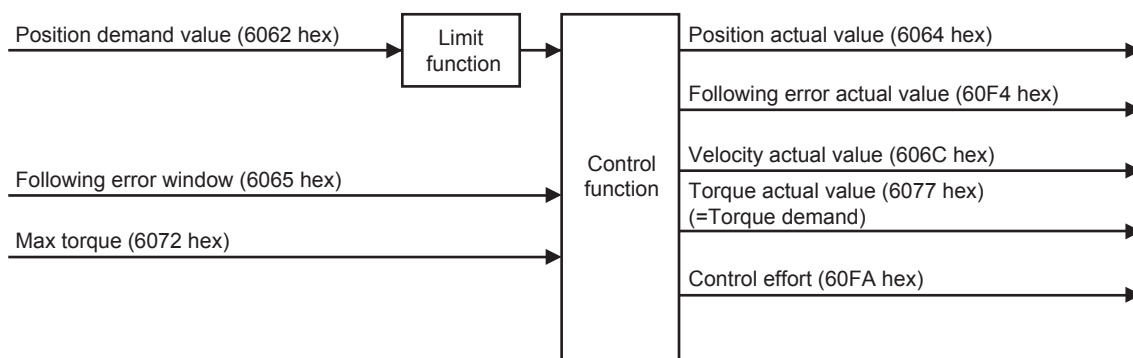 Position demand value (6062 hex)
Limit
function
Position actual value (6064 hex)
Following error actual value (60F4 hex)
Following error window (6065 hex)
Max torque (6072 hex)
Control
function
Velocity actual value (606C hex)
Torque actual value (6077 hex)
(=Torque demand)
Control effort (60FA hex)